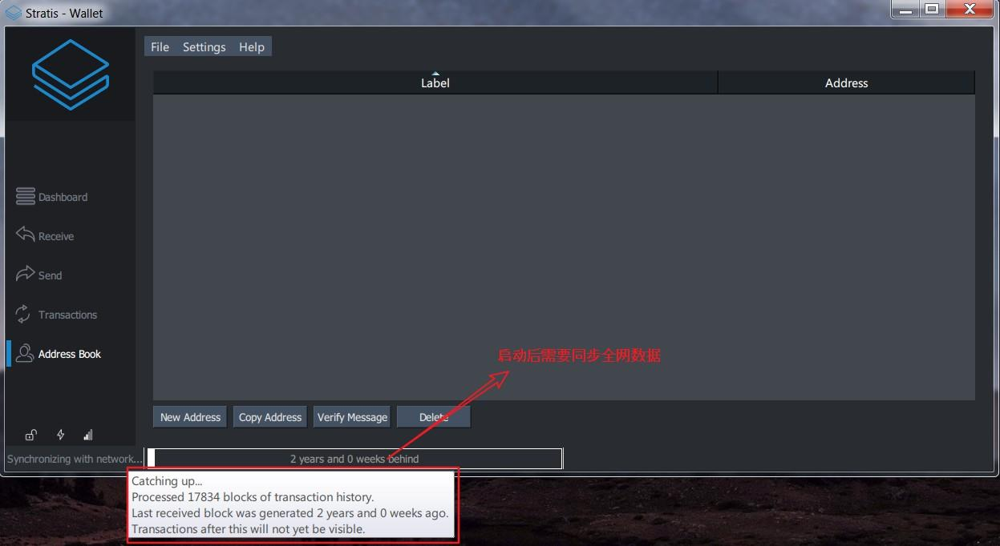 Stratis - Wallet
File Settings Help
Label Address
Dashboard
Receive
Send
Transactions
Address Book
启动后需要同步全网数据
New Address Copy Address Verify Message Delete
Synchronizing with network... 2 years and 0 weeks behind
Catching up...
Processed 17834 blocks of transaction history.
Last received block was generated 2 years and 0 weeks ago.
Transactions after this will not yet be visible.